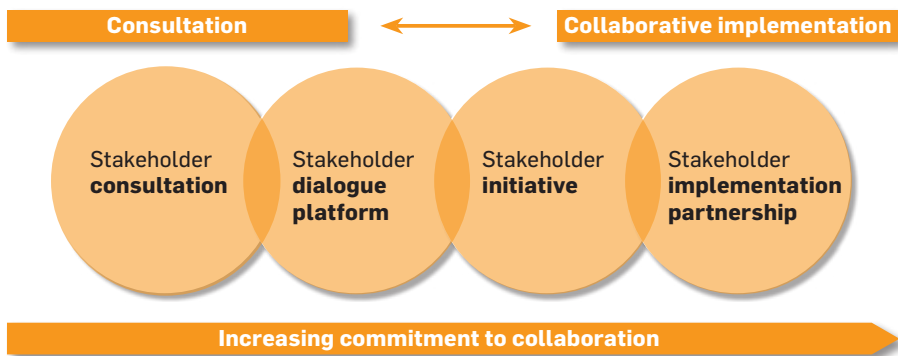 Consultation
Collaborative implementation
Stakeholder
consultation
Stakeholder
dialogue
platform
Stakeholder
initiative
Stakeholder
implementation
partnership
Increasing commitment to collaboration